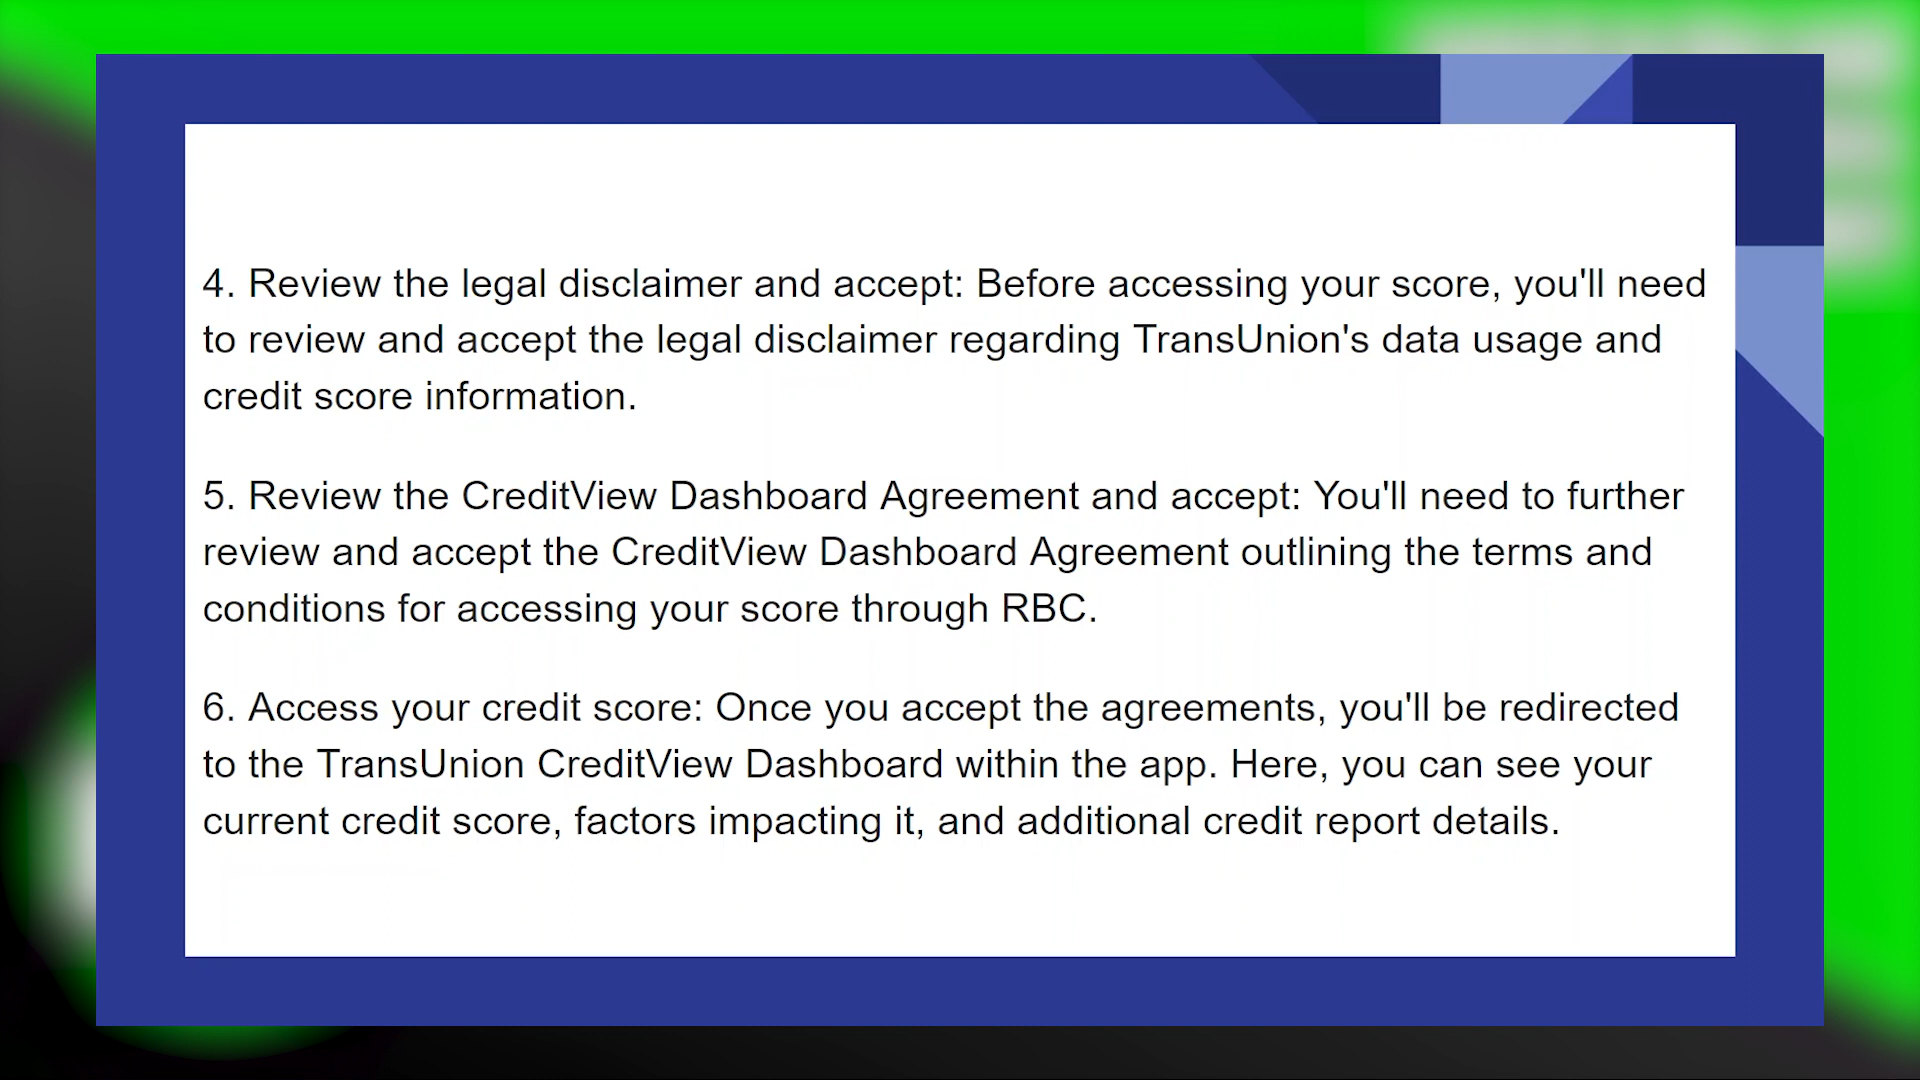 4. Review the legal disclaimer and accept: Before accessing your score, you'll need
to review and accept the legal disclaimer regarding TransUnion's data usage and
credit score information.
5. Review the CreditView Dashboard Agreement and accept: You'll need to further
review and accept the CreditView Dashboard Agreement outlining the terms and
conditions for accessing your score through RBC.
6. Access your credit score: Once you accept the agreements, you'll be redirected
to the TransUnion CreditView Dashboard within the app. Here, you can see your
current credit score, factors impacting it, and additional credit report details.